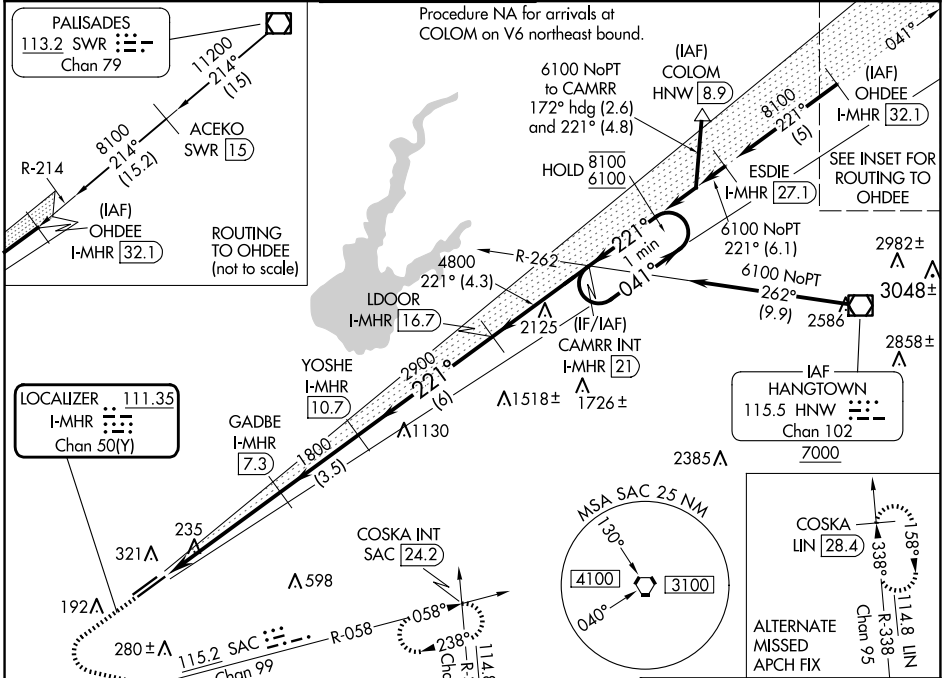 PALISADES
113.2 SWR
Chan 79
11200
214°
(15)
8100
214°
(15.2)
ACEKO
SWR 15
R-214
(IAF)
OHDEE
I-MHR 32.1
ROUTING
TO OHDEE
(not to scale)
Procedure NA for arrivals at
COLOM on V6 northeast bound.
6100 NoPT
to CAMRR
172° hdg (2.6)
and 221° (4.8)
(IAF)
COLOM
HNW 8.9
041°
(IAF)
OHDEE
I-MHR 32.1
8100
221°
(5)
HOLD 8100
6100
ESDIE
I-MHR 27.1
SEE INSET FOR
ROUTING TO
OHDEE
221°
1 min
041°
6100 NoPT
221° (6.1)
R-262
6100 NoPT
262°
(9.9)
2982±
3048±
2586
2858±
4800
221° (4.3)
LDOOR
I-MHR 16.7
2125
(IF/IAF)
CAMRR INT
I-MHR 21
IAF
HANGTOWN
115.5 HNW
Chan 102
7000
YOSHE
I-MHR
10.7
2900
221°
(6)
1518±
1726±
LOCALIZER 111.35
I-MHR
Chan 50(Y)
GADBE
I-MHR
7.3
1800
(3.5)
1130
2385
235
321
192
280±
598
COSKA INT
SAC 24.2
115.2 SAC
Chan 99
R-058
058°
238°
114.8
R-
MSA SAC 25 NM
130°
4100
3100
040°
COSKA
LIN 28.4
158°
338°
R-338
114.8 LIN
Chan 95
ALTERNATE
MISSED
APCH FIX